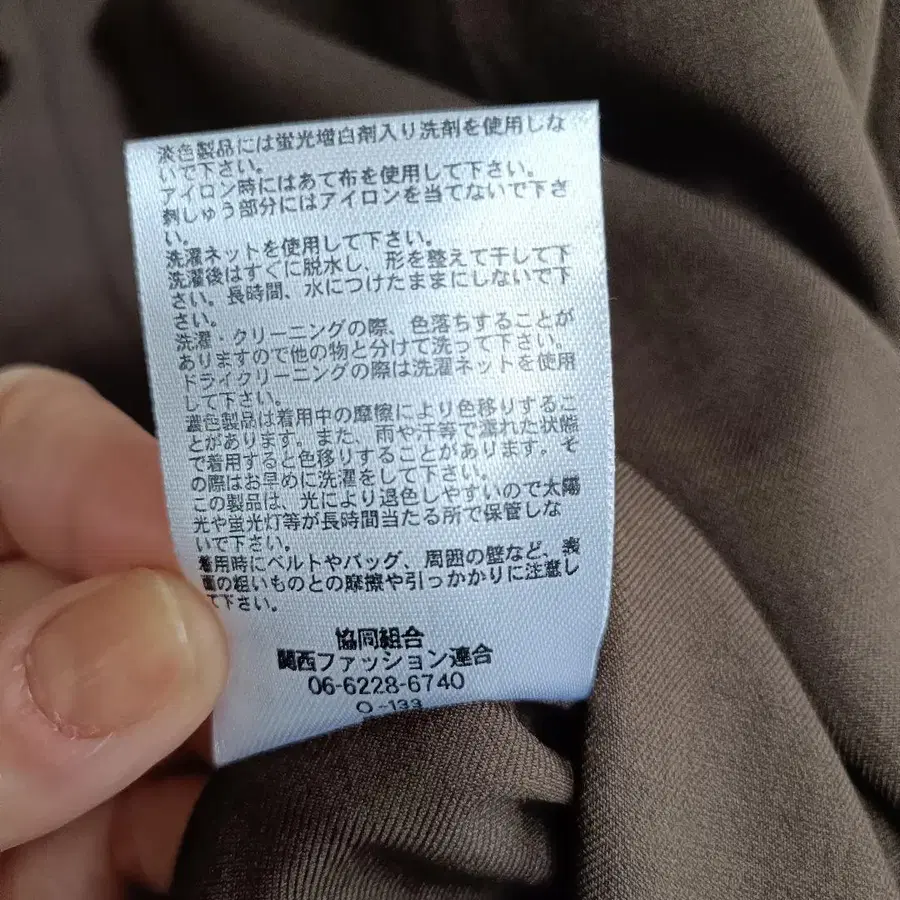 淡色製品には蛍光増白剤入り洗剤を使用しな
いで下さい。
アイロン時にはあて布を使用して下さい。
刺しゅう部分にはアイロンを当てないで下さ
い。
洗濯ネットを使用して下さい。
洗濯後はすぐに脱水し、形を整えて干して下
さい。長時間、水につけたままにしないで下
さい。
洗濯・クリーニングの際、色落ちすることが
ありますので他の物と分けて洗って下さい。
ドライクリーニングの際は洗濯ネットを使用
して下さい。
濃色製品は着用中の摩擦により色移りするこ
とがあります。また、雨や汗等で濡れた状態
で着用すると色移りすることがあります。そ
の際はお早めに洗濯をして下さい。
この製品は、光により退色しやすいので太陽
光や蛍光灯等が長時間当たる所で保管しな
いで下さい。
着用時にベルトやバッグ、周囲の壁など、表
面の粗いものとの摩擦や引っかかりに注意し
て下さい。
協同組合
関西ファッション連合
06-6228-6740
O-133